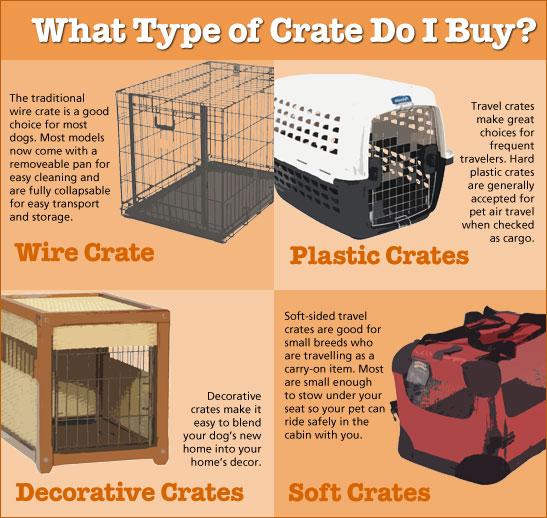 What Type of Crate Do I Buy?
The traditional
wire crate is a good
choice for most
dogs. Most models
now come with a
removeable pan for
easy cleaning and
are fully collapsable
for easy transport
and storage.
Wire Crate
Travel crates
make great
choices for
frequent
travelers. Hard
plastic crates
are generally
accepted for
pet air travel
when checked
as cargo.
Plastic Crates
Decorative
crates make it
easy to blend
your dog's new
home into your
home's decor.
Decorative Crates
Soft-sided travel
crates are good for
small breeds who
are travelling as a
carry-on item. Most
are small enough
to stow under your
seat so your pet can
ride safely in the
cabin with you.
Soft Crates